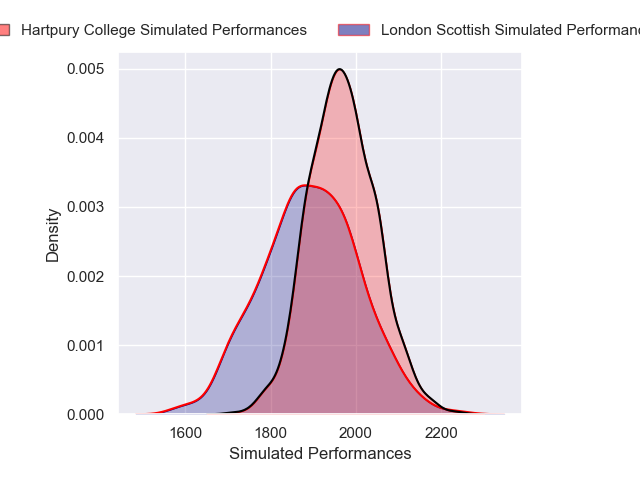 Hartpury College Simulated Performances London Scottish Simulated
0.005
0.004
0.003
0.002
0.001
0.000
Density
1600 1800 2000 2200
Simulated Performances